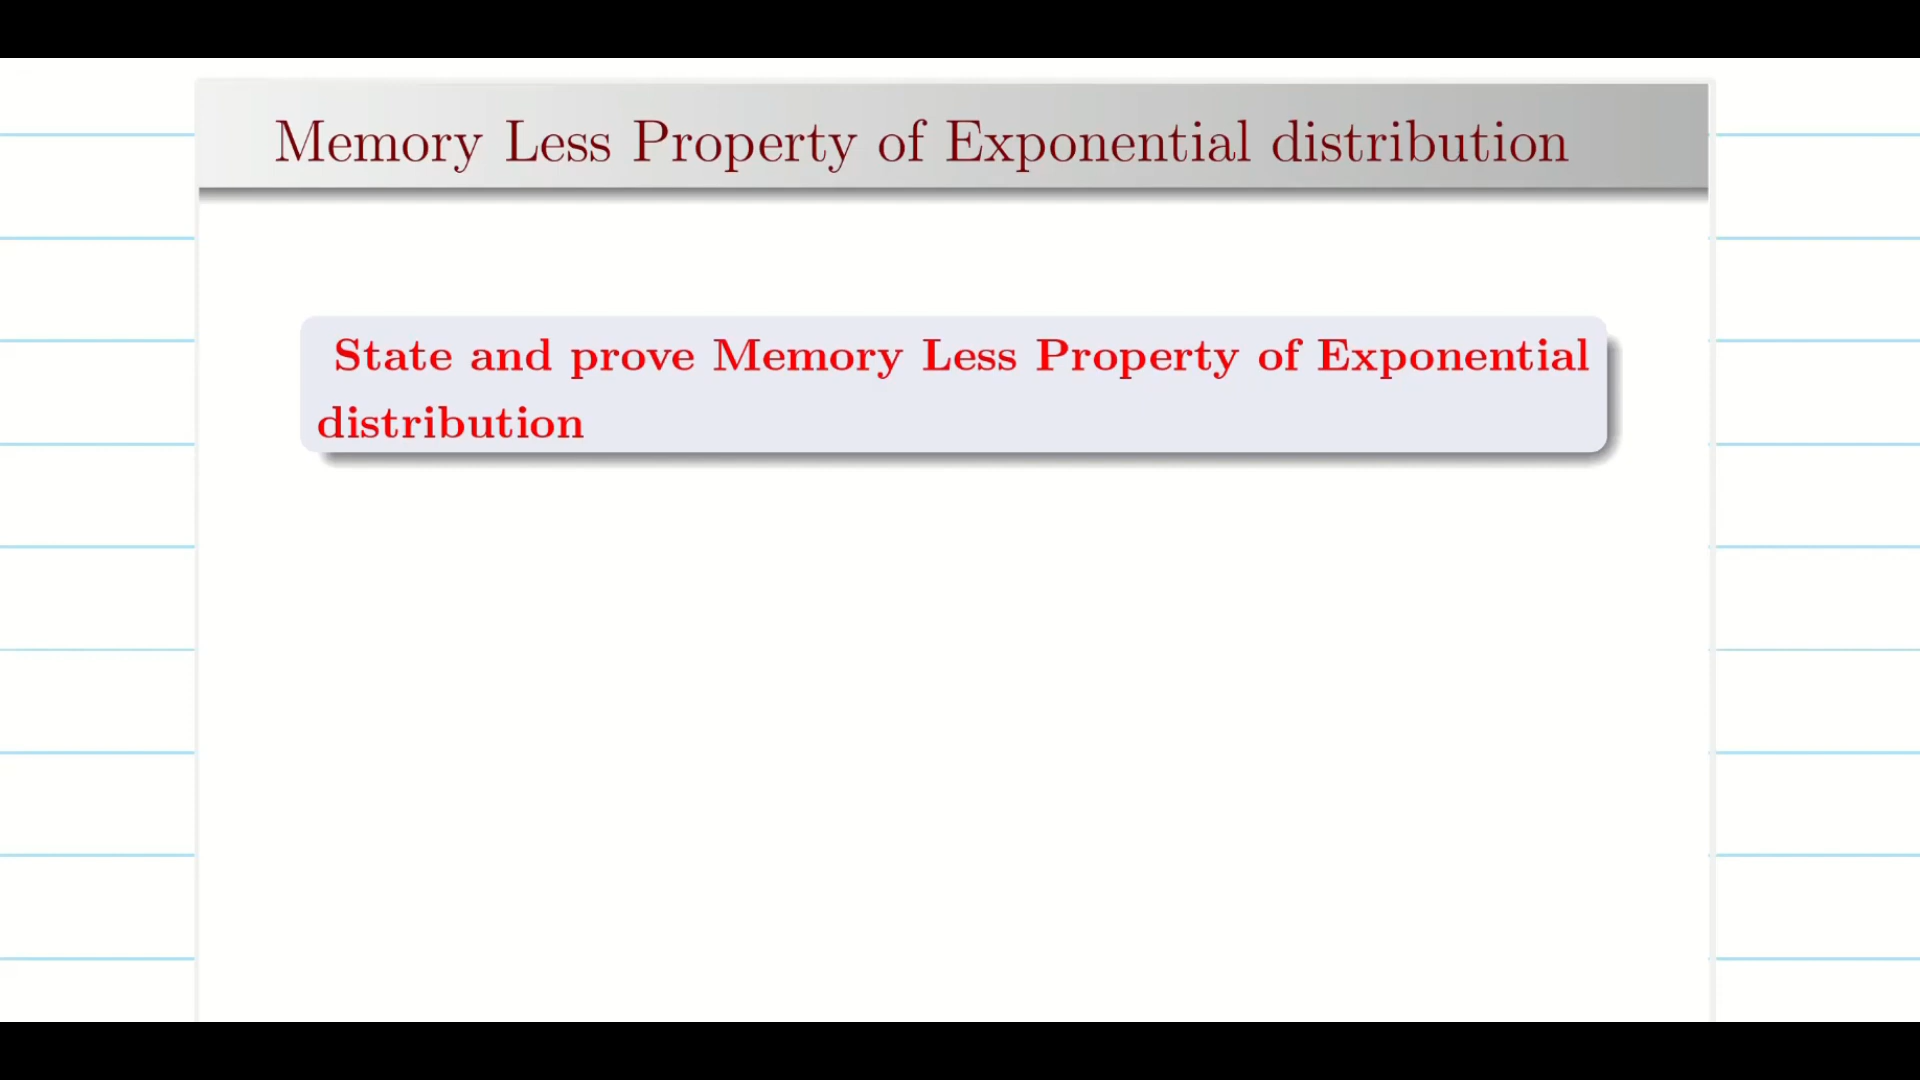 Memory Less Property of Exponential distribution
State and prove Memory Less Property of Exponential
distribution